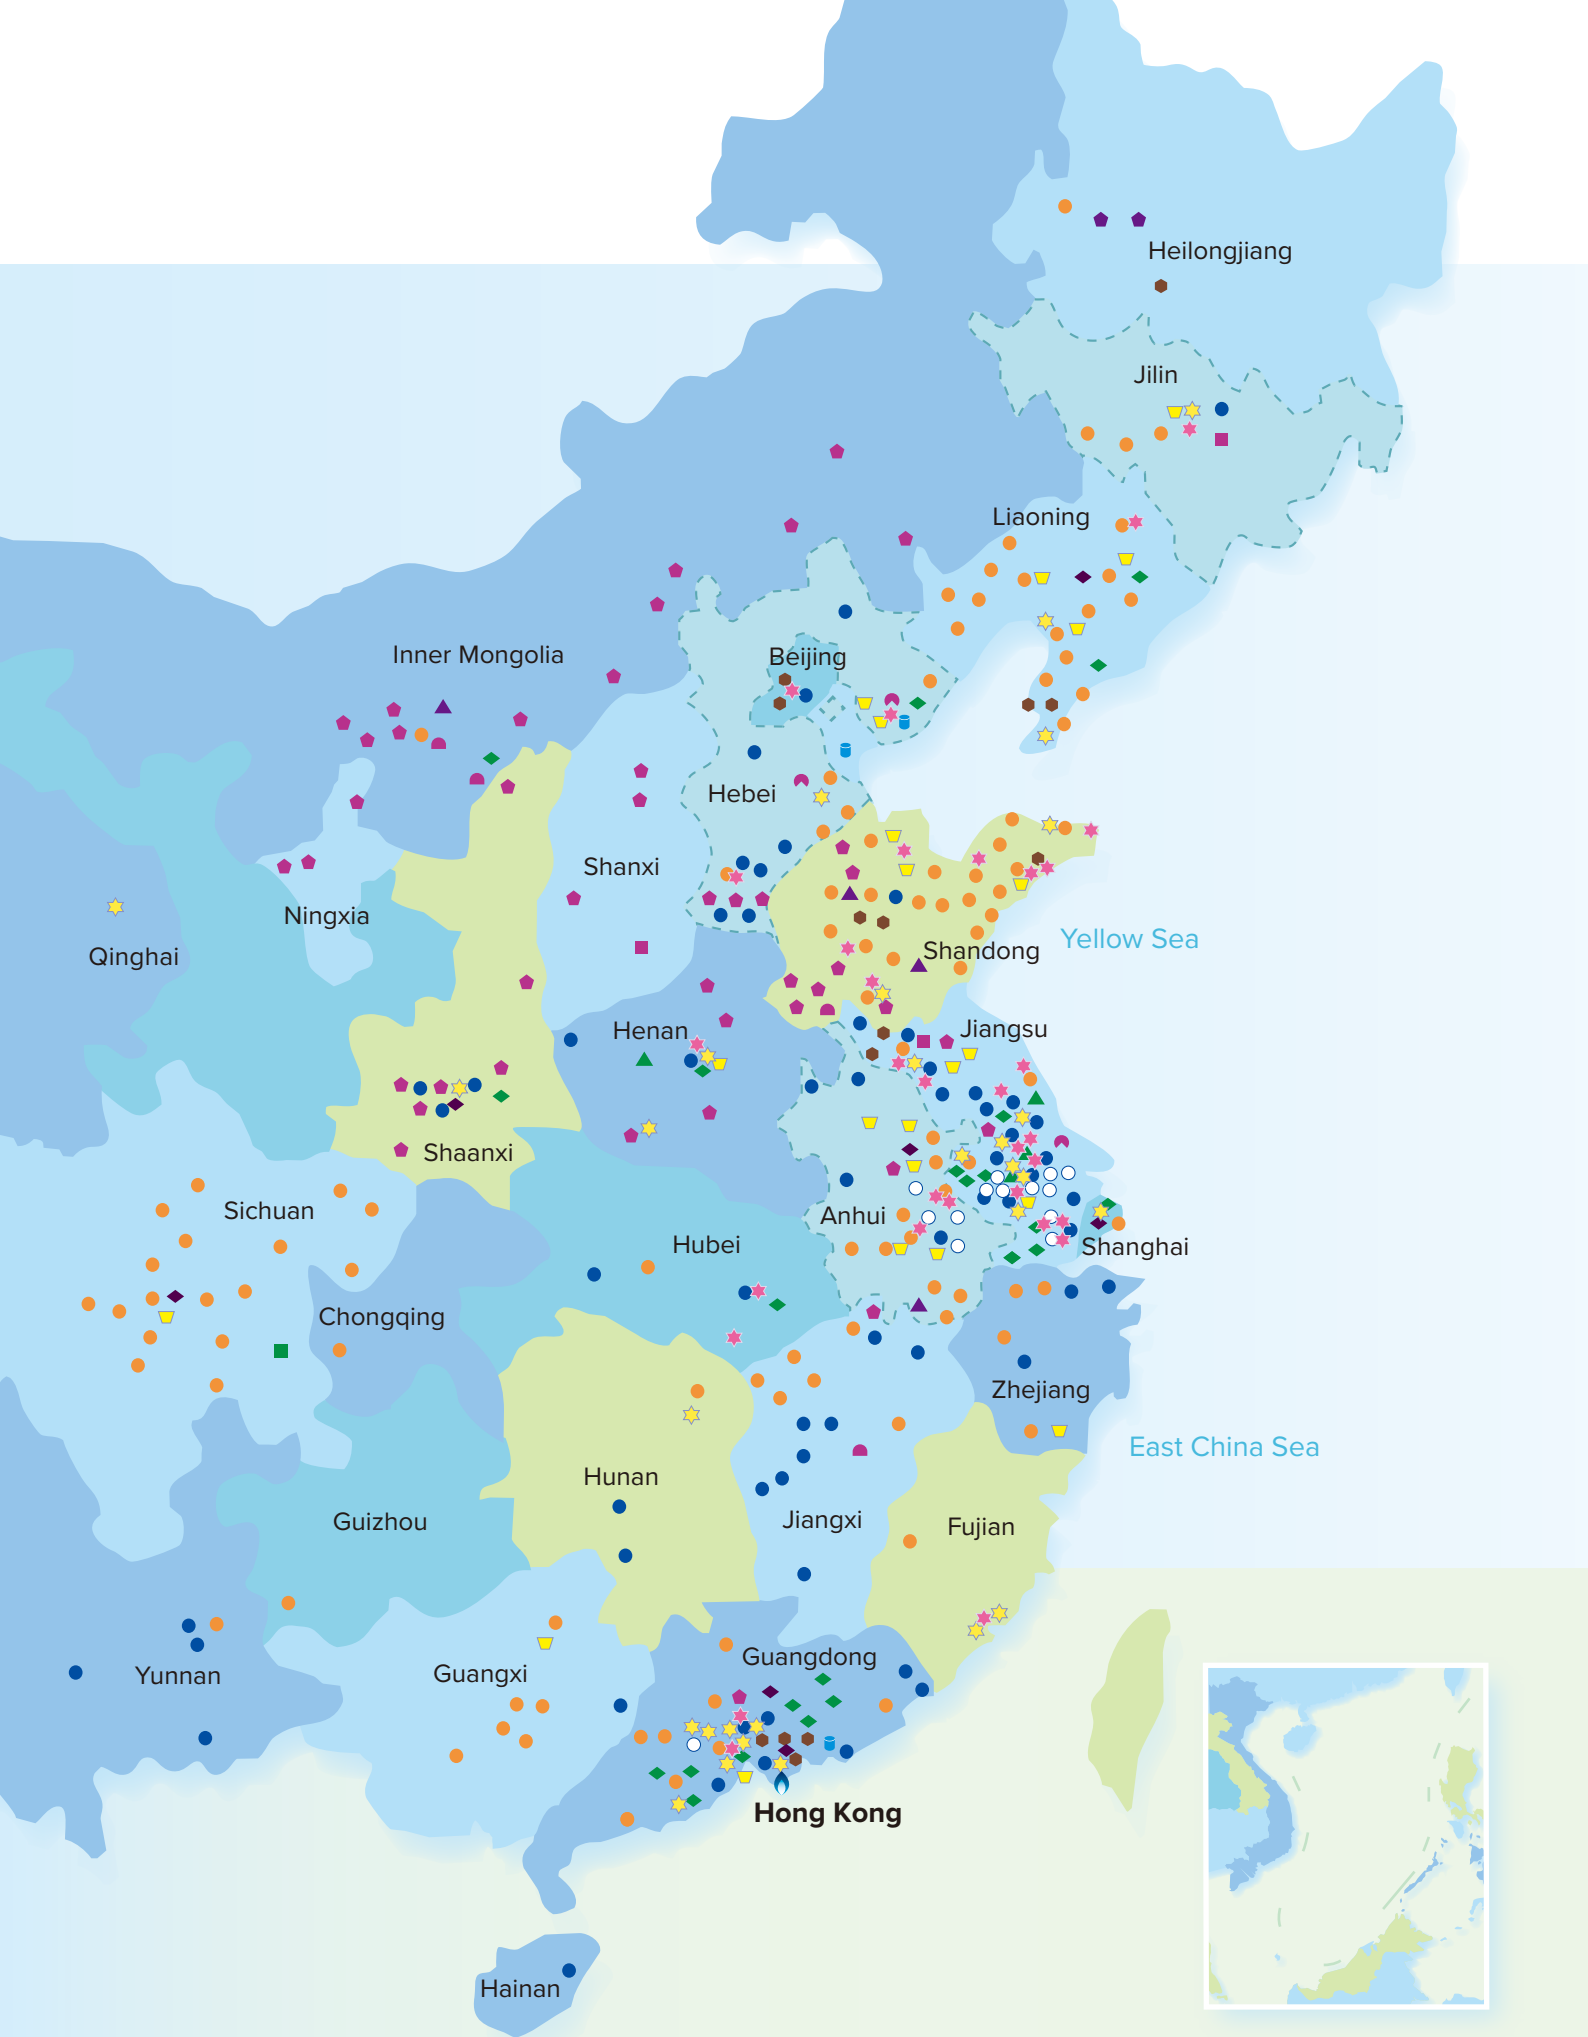 Heilongjiang
Jilin
Liaoning
Inner Mongolia
Beijing
Hebei
Shanxi
Ningxia
Qinghai
Shandong
Yellow Sea
Henan
Jiangsu
Shaanxi
Sichuan
Anhui
Hubei
Shanghai
Chongqing
Zhejiang
East China Sea
Hunan
Guizhou
Jiangxi
Fujian
Guangdong
Guangxi
Yunnan
Hong Kong
Hainan